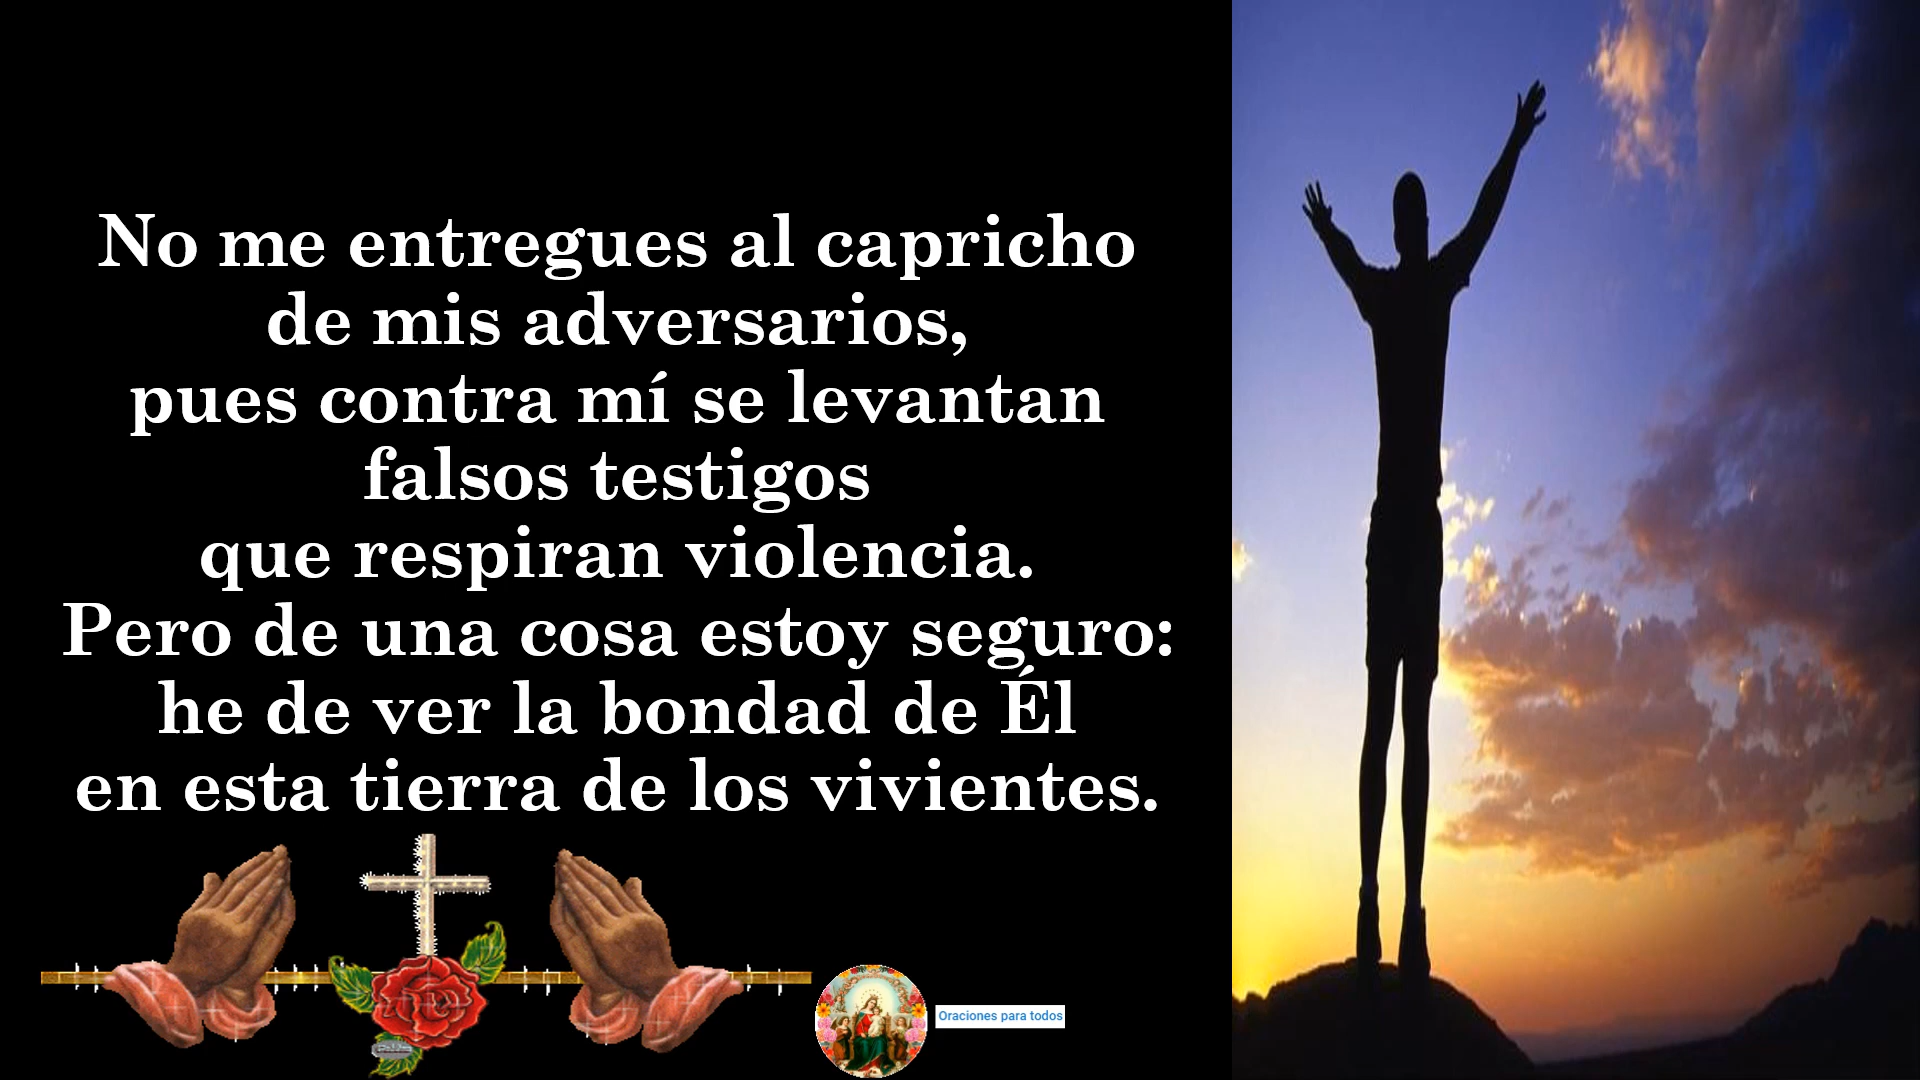 No me entregues al capricho
de mis adversarios,
pues contra mí se levantan
falsos testigos
que respiran violencia.
Pero de una cosa estoy seguro:
he de ver la bondad de Él
en esta tierra de los vivientes.
Oraciones para todos